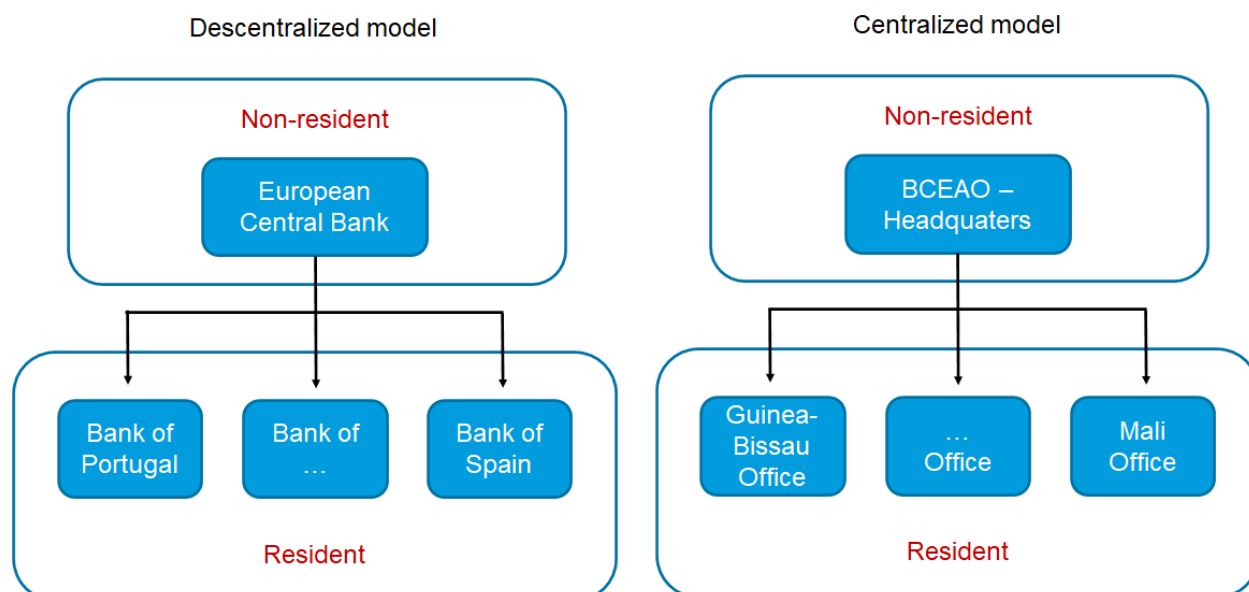 Descentralized model
Non-resident
European
Central Bank
Bank of
Portugal
Bank of
…
Bank of
Spain
Resident
Centralized model
Non-resident
BCEAO –
Headquaters
Guinea-
Bissau
Office
…
Office
Mali
Office
Resident